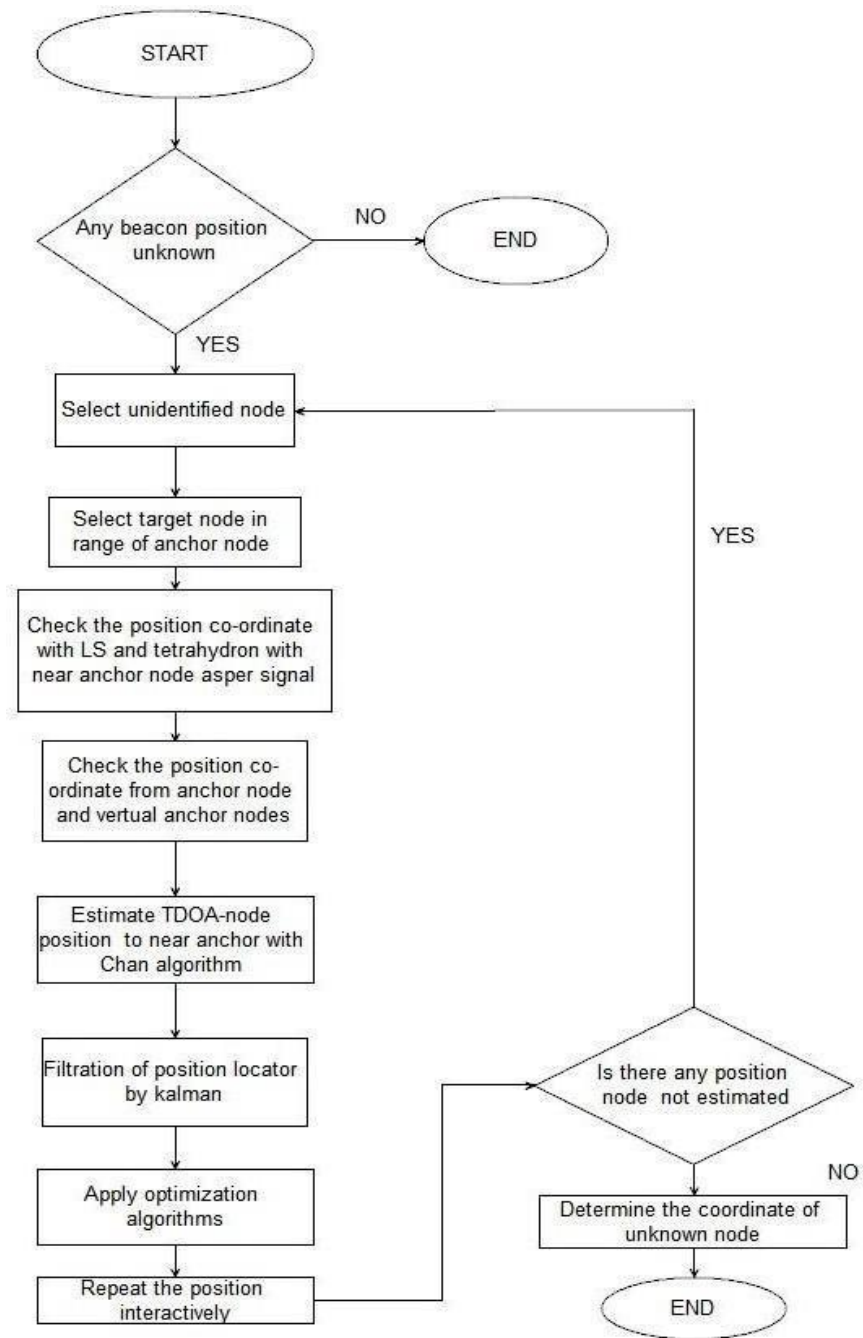 START
Any beacon position
unknown
NO
END
YES
Select unidentified node
Select target node in
range of anchor node
Check the position co-ordinate
with LS and tetrahydron with
near anchor node asper signal
Check the position co-
ordinate from anchor node
and vertual anchor nodes
Estimate TDOA-node
position to near anchor with
Chan algorithm
Filtration of position locator
by kalman
Apply optimization
algorithms
Repeat the position
interactively
YES
Is there any position
node not estimated
NO
Determine the coordinate of
unknown node
END